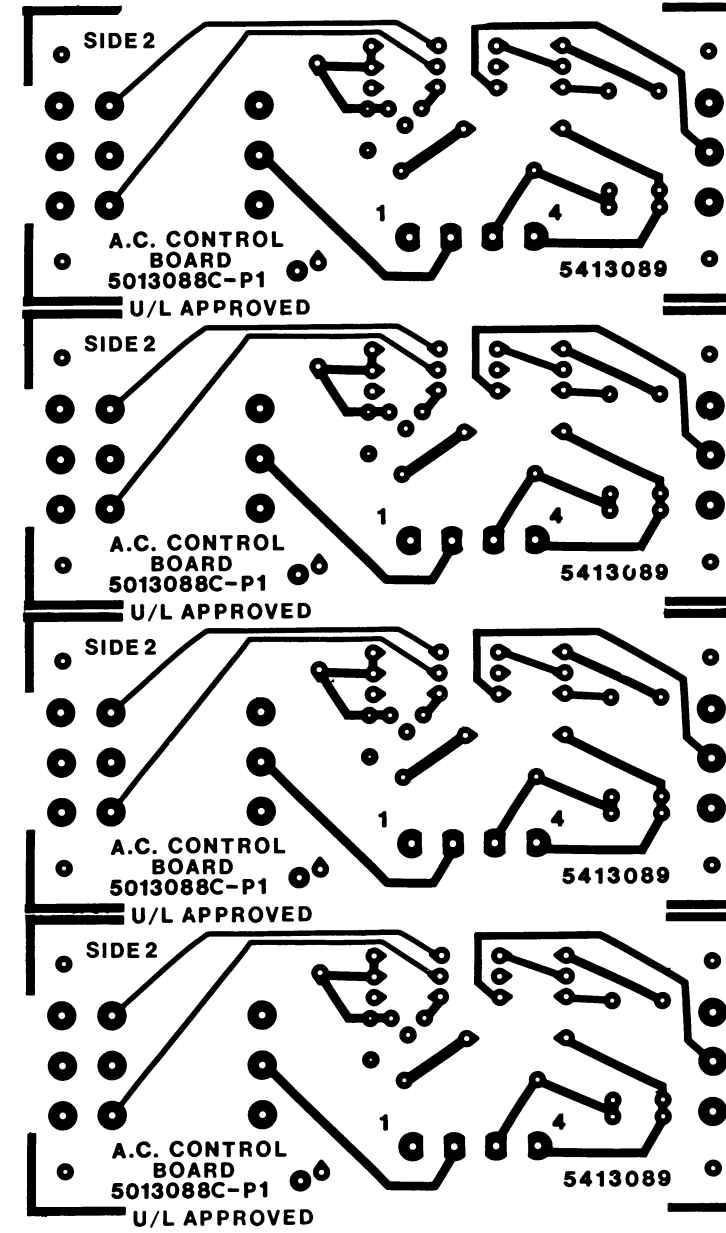 SIDE 2
1
4
A.C. CONTROL
BOARD
5013088C-P1
5413089
U/L APPROVED
SIDE 2
1
4
A.C. CONTROL
BOARD
5013088C-P1
5413089
U/L APPROVED
SIDE 2
1
4
A.C. CONTROL
BOARD
5013088C-P1
5413089
U/L APPROVED
SIDE 2
1
4
A.C. CONTROL
BOARD
5013088C-P1
5413089
U/L APPROVED